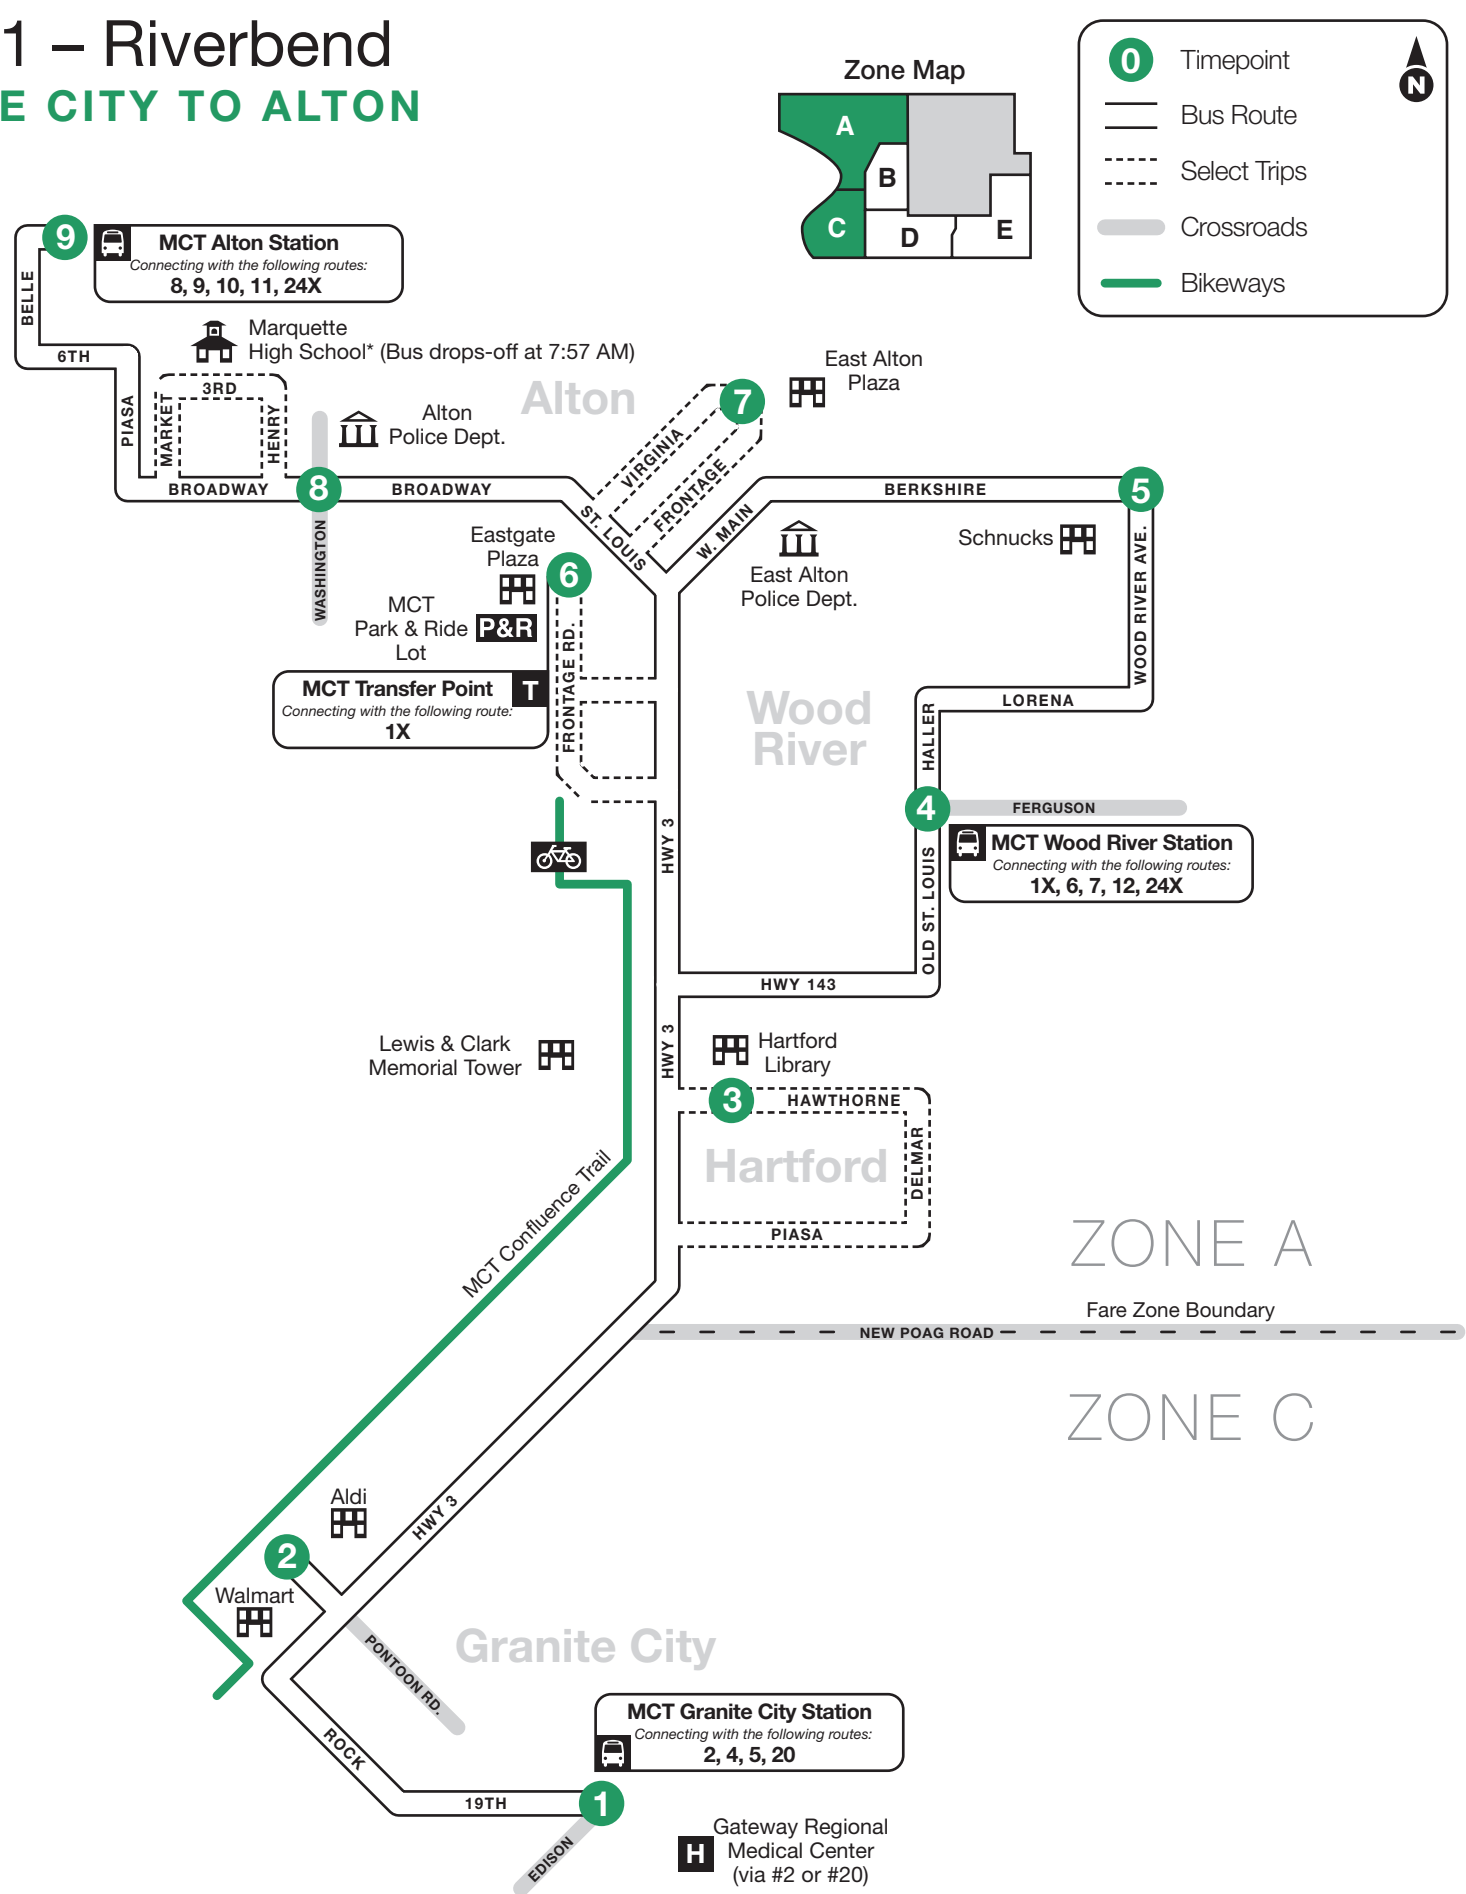 1 – Riverbend
E CITY TO ALTON
Zone Map
A
B
C
D
E
0 Timepoint
N
Bus Route
Select Trips
Crossroads
Bikeways
9
MCT Alton Station
Connecting with the following routes:
8, 9, 10, 11, 24X
BELLE
6TH
PIASA
Marquette
High School* (Bus drops-off at 7:57 AM)
3RD
MARKET
HENRY
Alton
Alton
Police Dept.
BROADWAY
8
BROADWAY
WASHINGTON
7
East Alton
Plaza
VIRGINIA
FRONTAGE
ST. LOUIS
W. MAIN
BERKSHIRE
5
Schnucks
East Alton
Police Dept.
WOOD RIVER AVE.
Eastgate
Plaza
6
MCT
Park & Ride
Lot
P&R
MCT Transfer Point
T
Connecting with the following route:
1X
FRONTAGE RD.
Wood
River
LORENA
HALLER
4
FERGUSON
MCT Wood River Station
Connecting with the following routes:
1X, 6, 7, 12, 24X
OLD ST. LOUIS
HWY 3
HWY 143
HWY 3
Lewis & Clark
Memorial Tower
Hartford
Library
3
HAWTHORNE
Hartford
DELMAR
PIASA
MCT Confluence Trail
ZONE A
Fare Zone Boundary
NEW POAG ROAD
ZONE C
HWY 3
Aldi
2
Walmart
PONTOON RD.
Granite City
ROCK
MCT Granite City Station
Connecting with the following routes:
2, 4, 5, 20
19TH
1
EDISON
H
Gateway Regional
Medical Center
(via #2 or #20)